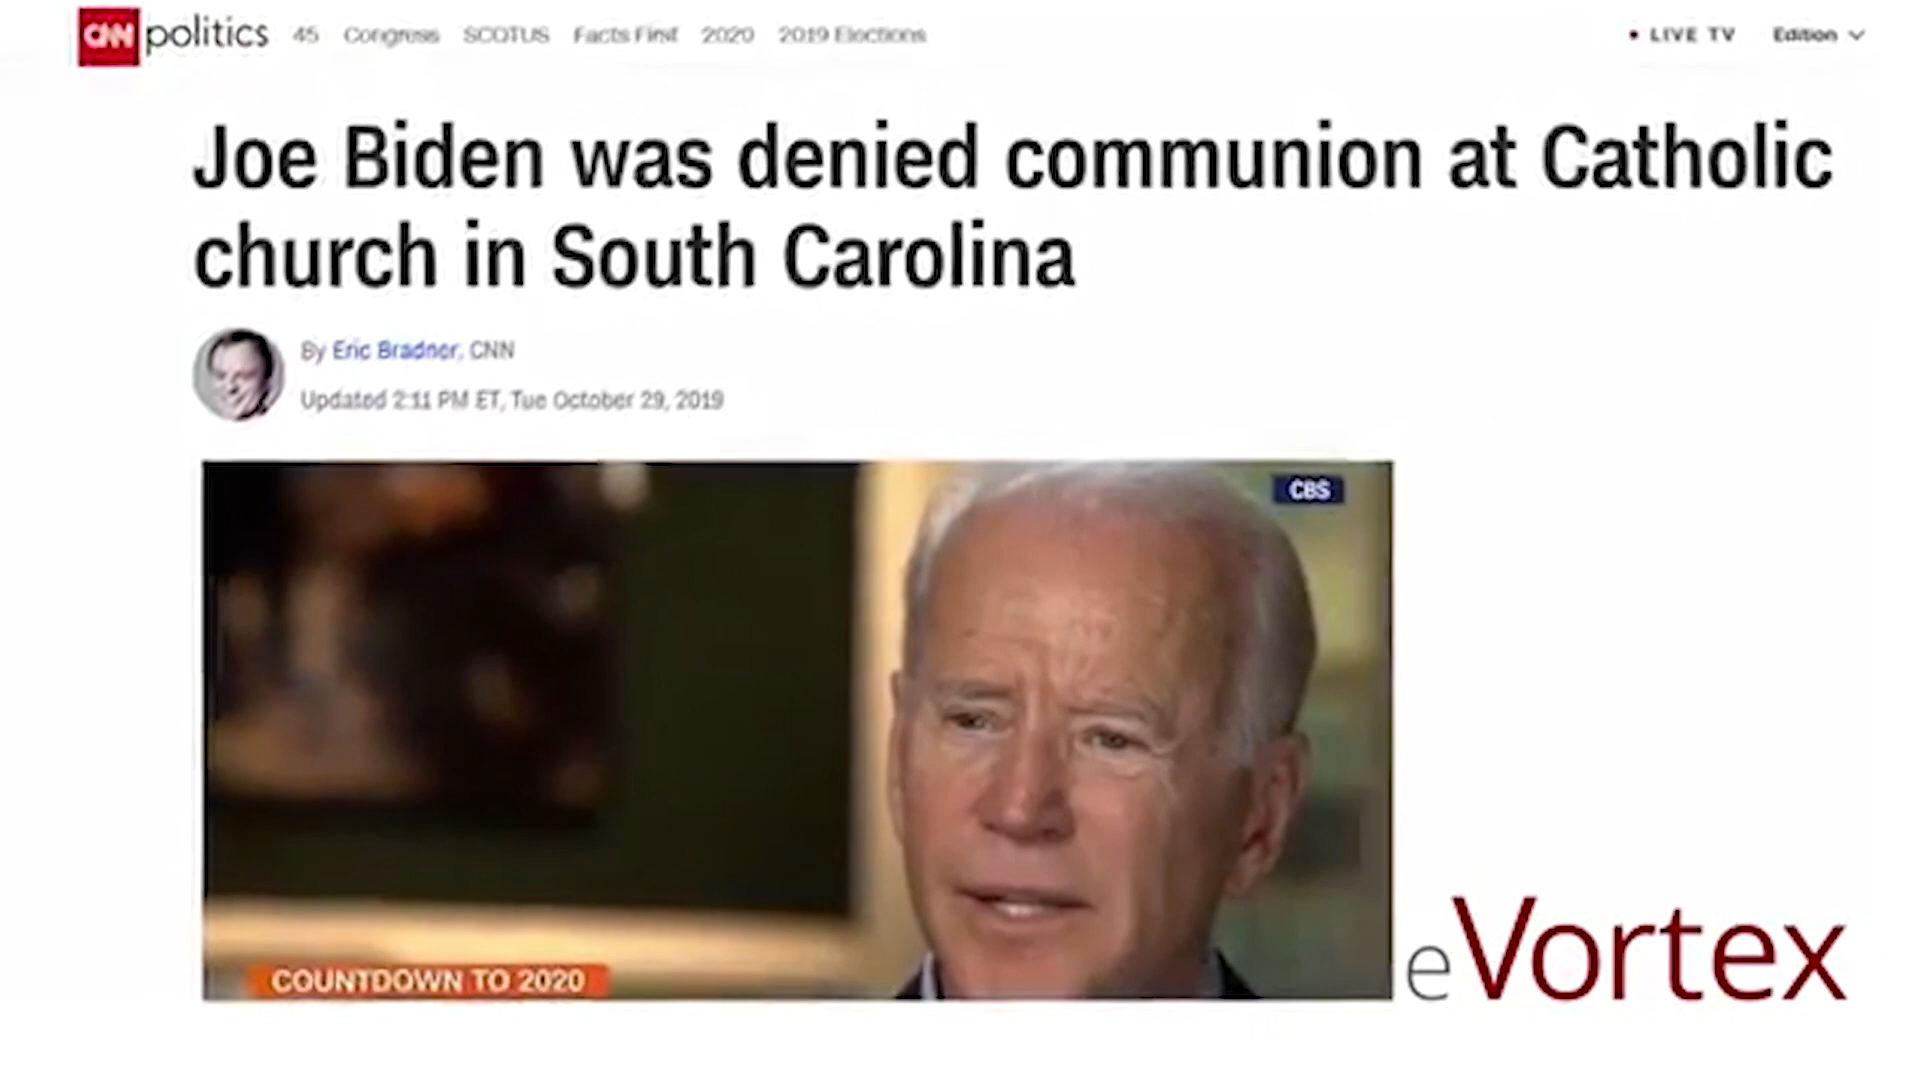 CNN politics 45 Congress SCOTUS Facts First 2020 2019 Elections • LIVE TV Edition
Joe Biden was denied communion at Catholic
church in South Carolina
By Eric Bradner, CNN
Updated 2:11 PM ET, Tue October 29, 2019
CBS
COUNTDOWN TO 2020
eVortex